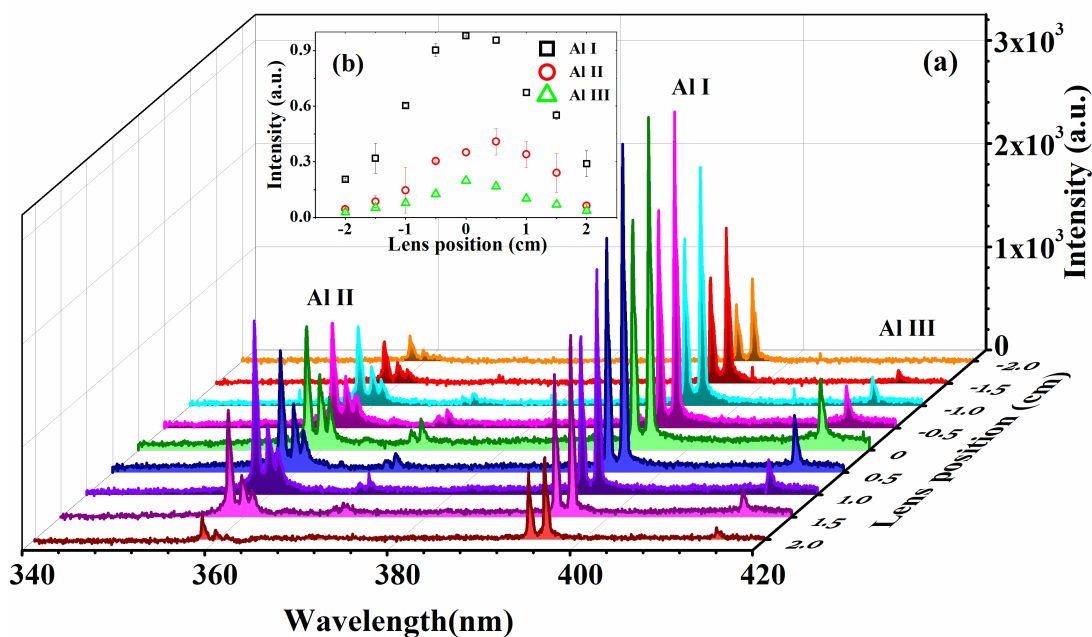 (a)
3x10³
2x10³
1x10³
0
Intensity (a.u.)
(b)
Al I
Al II
Al III
0.9
0.6
0.3
0.0
Intensity (a.u.)
-2 -1 0 1 2
Lens position (cm)
Al I
Al II
Al III
-2.0
-1.5
-1.0
-0.5
0
0.5
1.0
1.5
2.0
Lens position (cm)
340 360 380 400 420
Wavelength(nm)